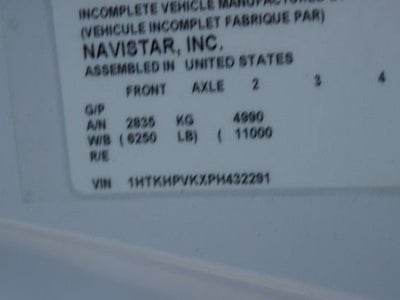 INCOMPLETE VEHICLE MANUFACTURED
(VEHICULE INCOMPLET FABRIQUE PAR)
NAVISTAR, INC.
ASSEMBLED IN UNITED STATES
FRONT AXLE 2 3 4
G/P
A/N 2835 KG 4990
W/B ( 6250 LB) ( 11000
R/E
VIN 1HTKHPVKXPH432291